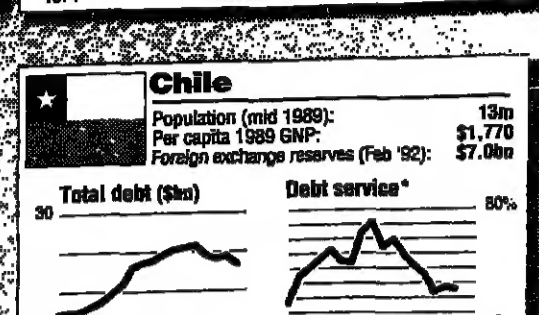 Chile
Population (mid 1989): 13m
Per capita 1989 GNP: $1,770
Foreign exchange reserves (Feb '92): $7.0bn
Total debt ($bn)
Debt service*
30
80%